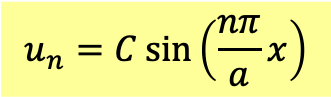 uₙ = C sin (nπ/a x)